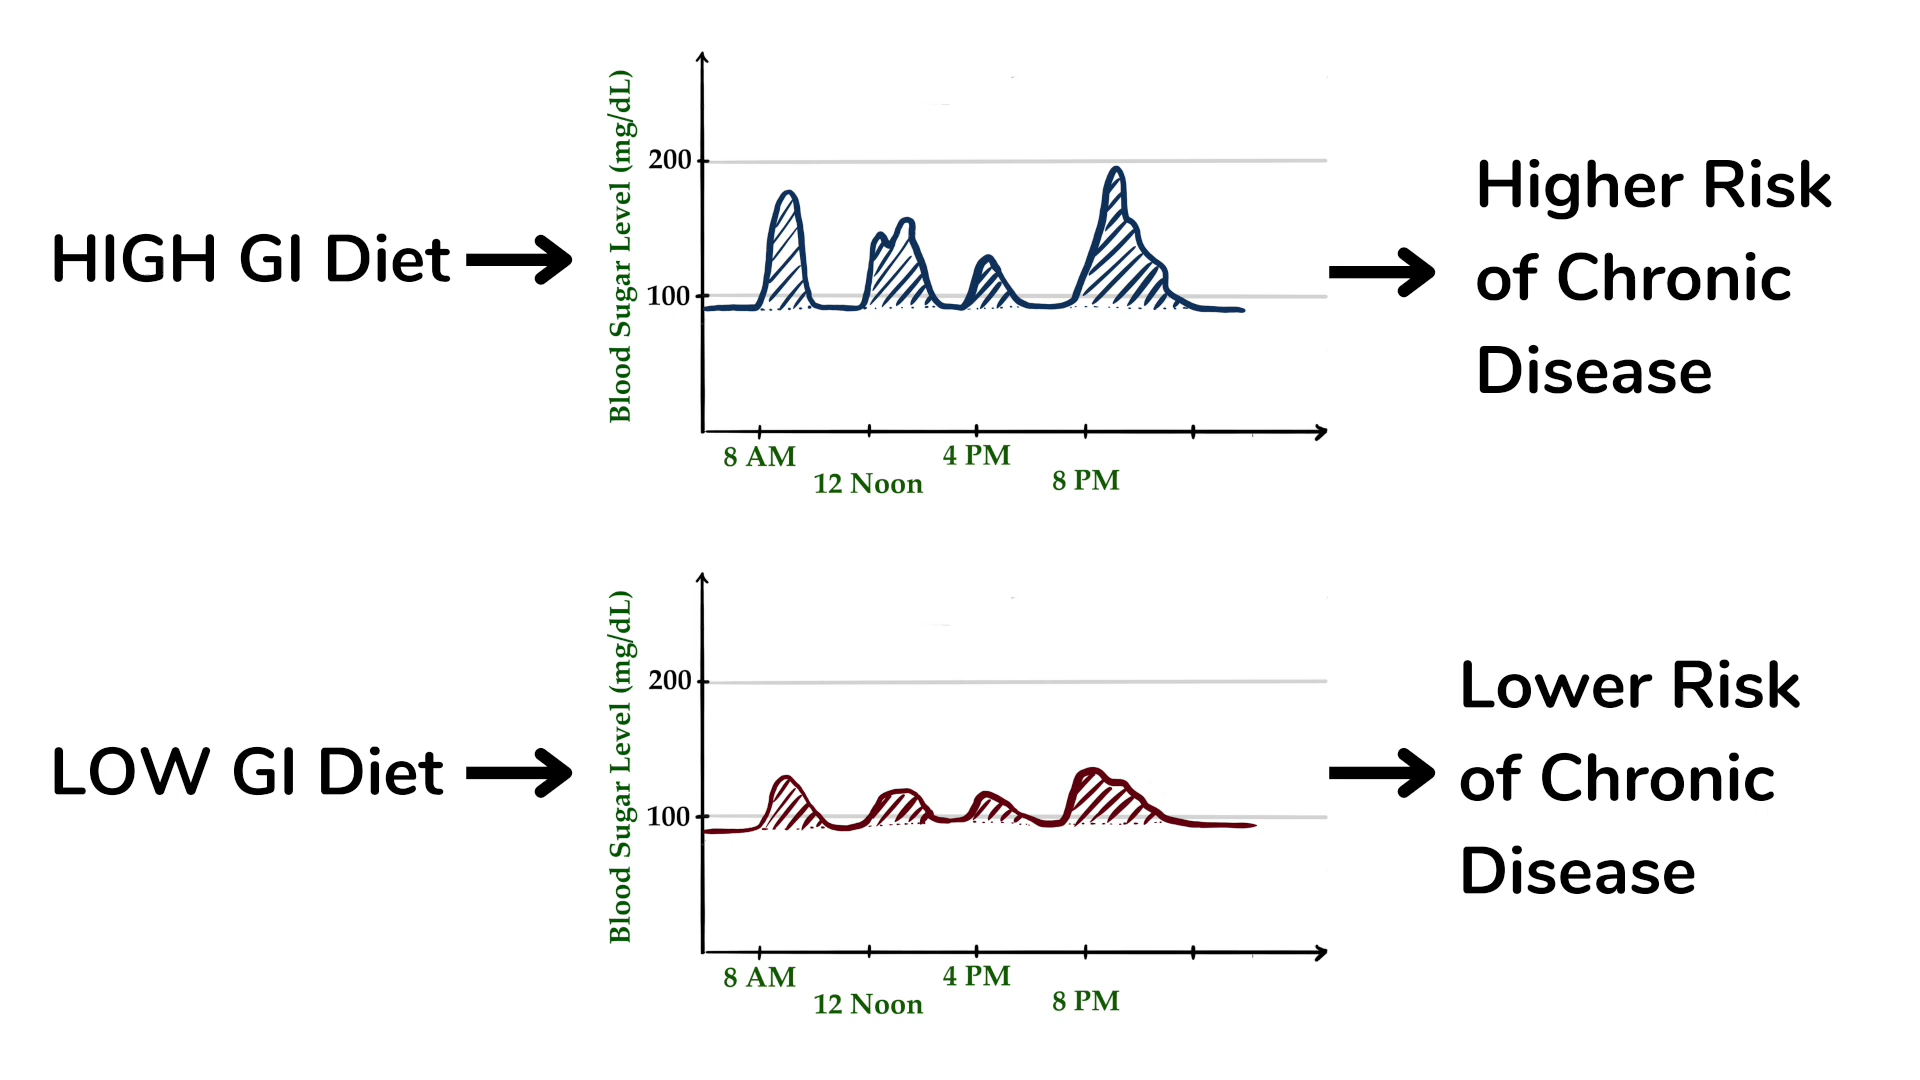 HIGH GI Diet
Blood Sugar Level (mg/dL)
200
100
8 AM
12 Noon
4 PM
8 PM
Higher Risk
of Chronic
Disease
LOW GI Diet
Blood Sugar Level (mg/dL)
200
100
8 AM
12 Noon
4 PM
8 PM
Lower Risk
of Chronic
Disease